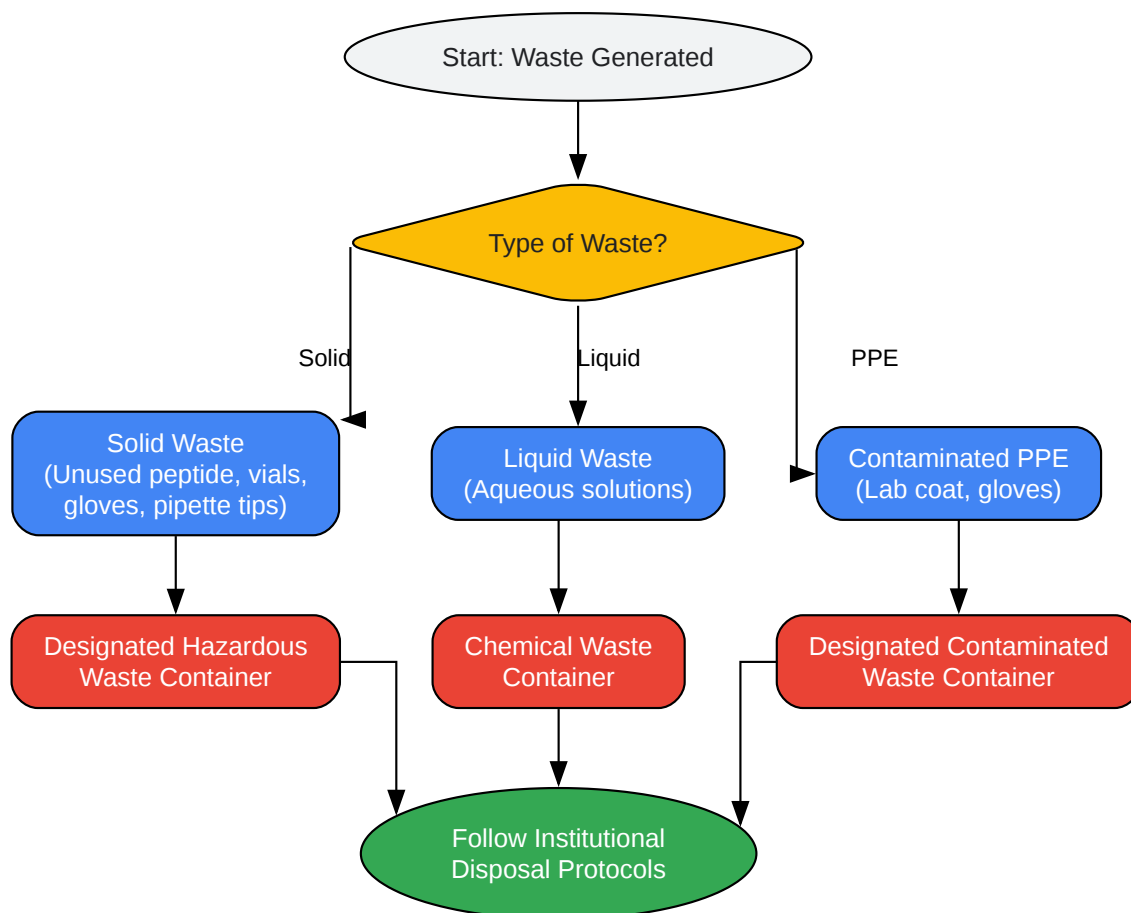 Start: Waste Generated
Type of Waste?
Solid
Liquid
PPE
Solid Waste
(Unused peptide, vials,
gloves, pipette tips)
Liquid Waste
(Aqueous solutions)
Contaminated PPE
(Lab coat, gloves)
Designated Hazardous
Waste Container
Chemical Waste
Container
Designated Contaminated
Waste Container
Follow Institutional
Disposal Protocols